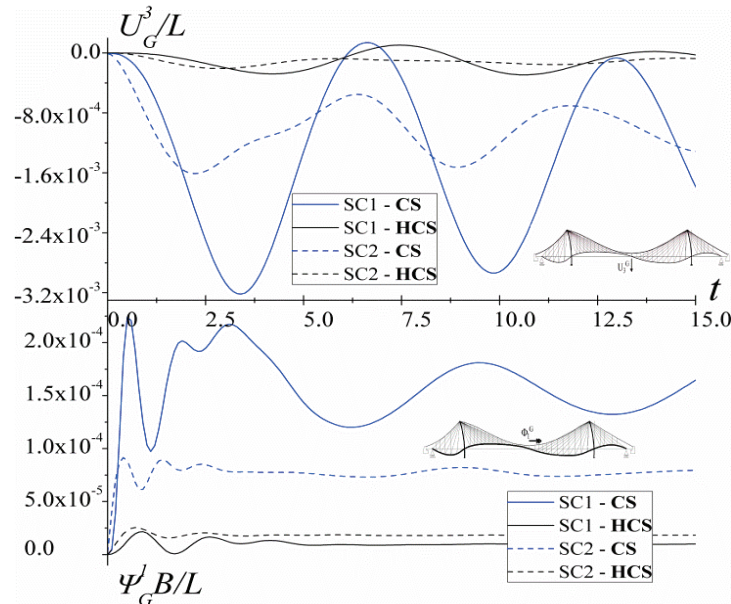 U_G^3/L
0.0
-8.0x10^-4
-1.6x10^-3
-2.4x10^-3
-3.2x10^-3
SC1 - CS
SC1 - HCS
SC2 - CS
SC2 - HCS
U_3^G
t
0.0 2.5 5.0 7.5 10.0 12.5 15.0
2.0x10^-4
1.5x10^-4
1.0x10^-4
5.0x10^-5
0.0
Φ_1^G
SC1 - CS
SC1 - HCS
SC2 - CS
SC2 - HCS
Ψ_G^1 B/L